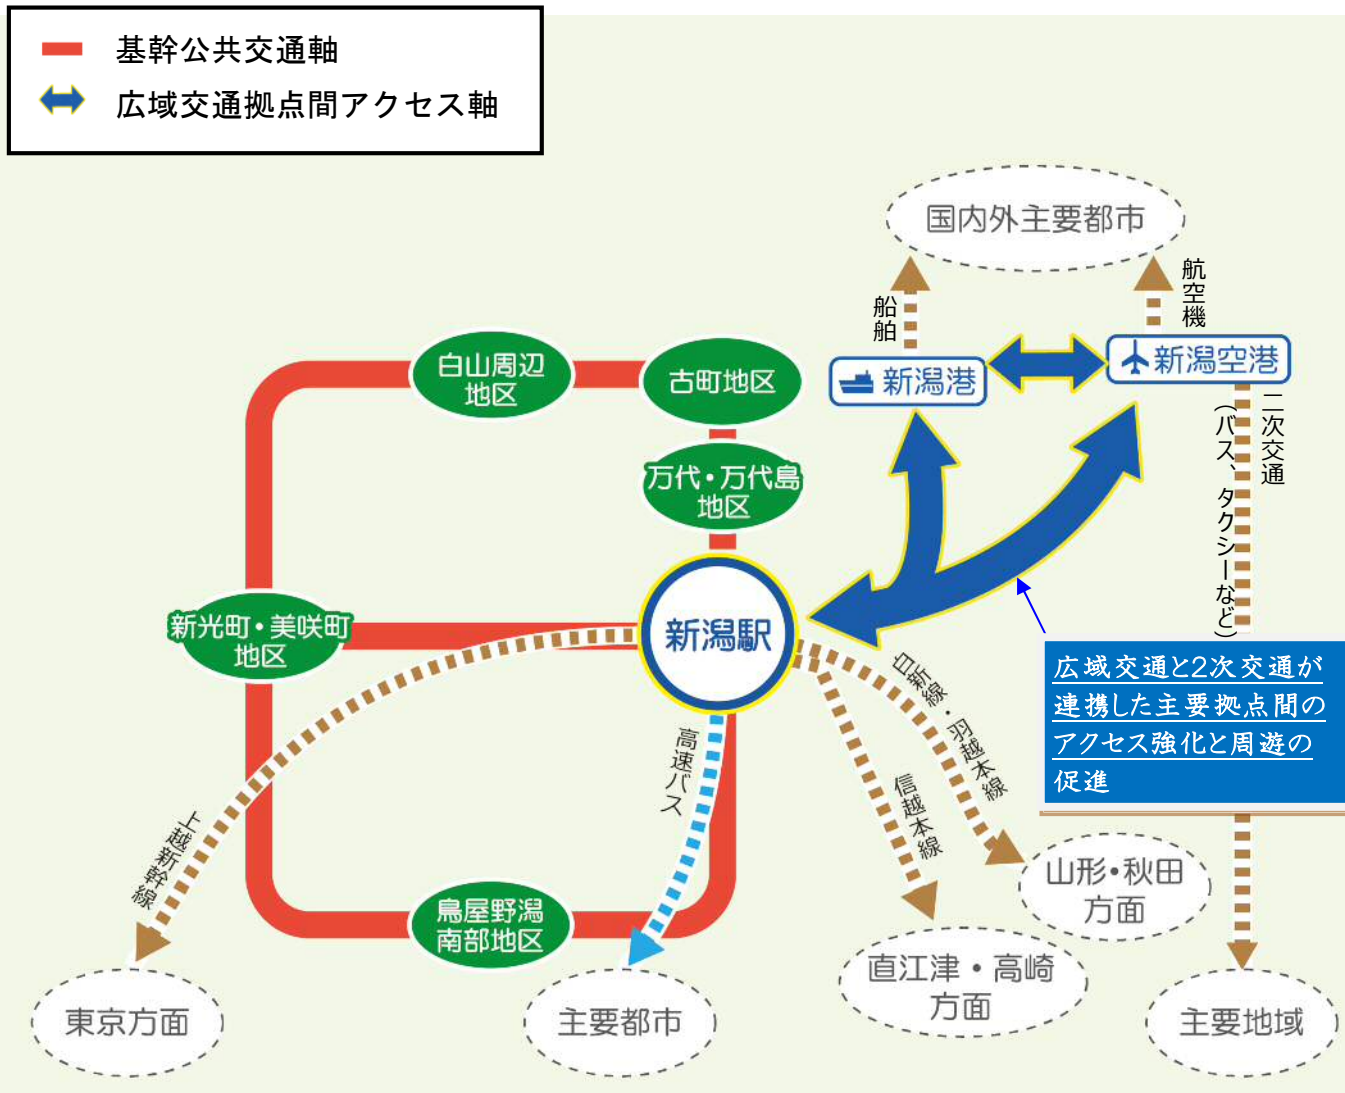 基幹公共交通軸
広域交通拠点間アクセス軸
国内外主要都市
船舶
航空機
新潟港
新潟空港
二次交通
（バス、タクシーなど）
白山周辺
地区
古町地区
万代・万代島
地区
新光町・美咲町
地区
新潟駅
広域交通と2次交通が
連携した主要拠点間の
アクセス強化と周遊の
促進
白新線・羽越本線
信越本線
高速バス
上越新幹線
鳥屋野潟
南部地区
山形・秋田
方面
直江津・高崎
方面
東京方面
主要都市
主要地域